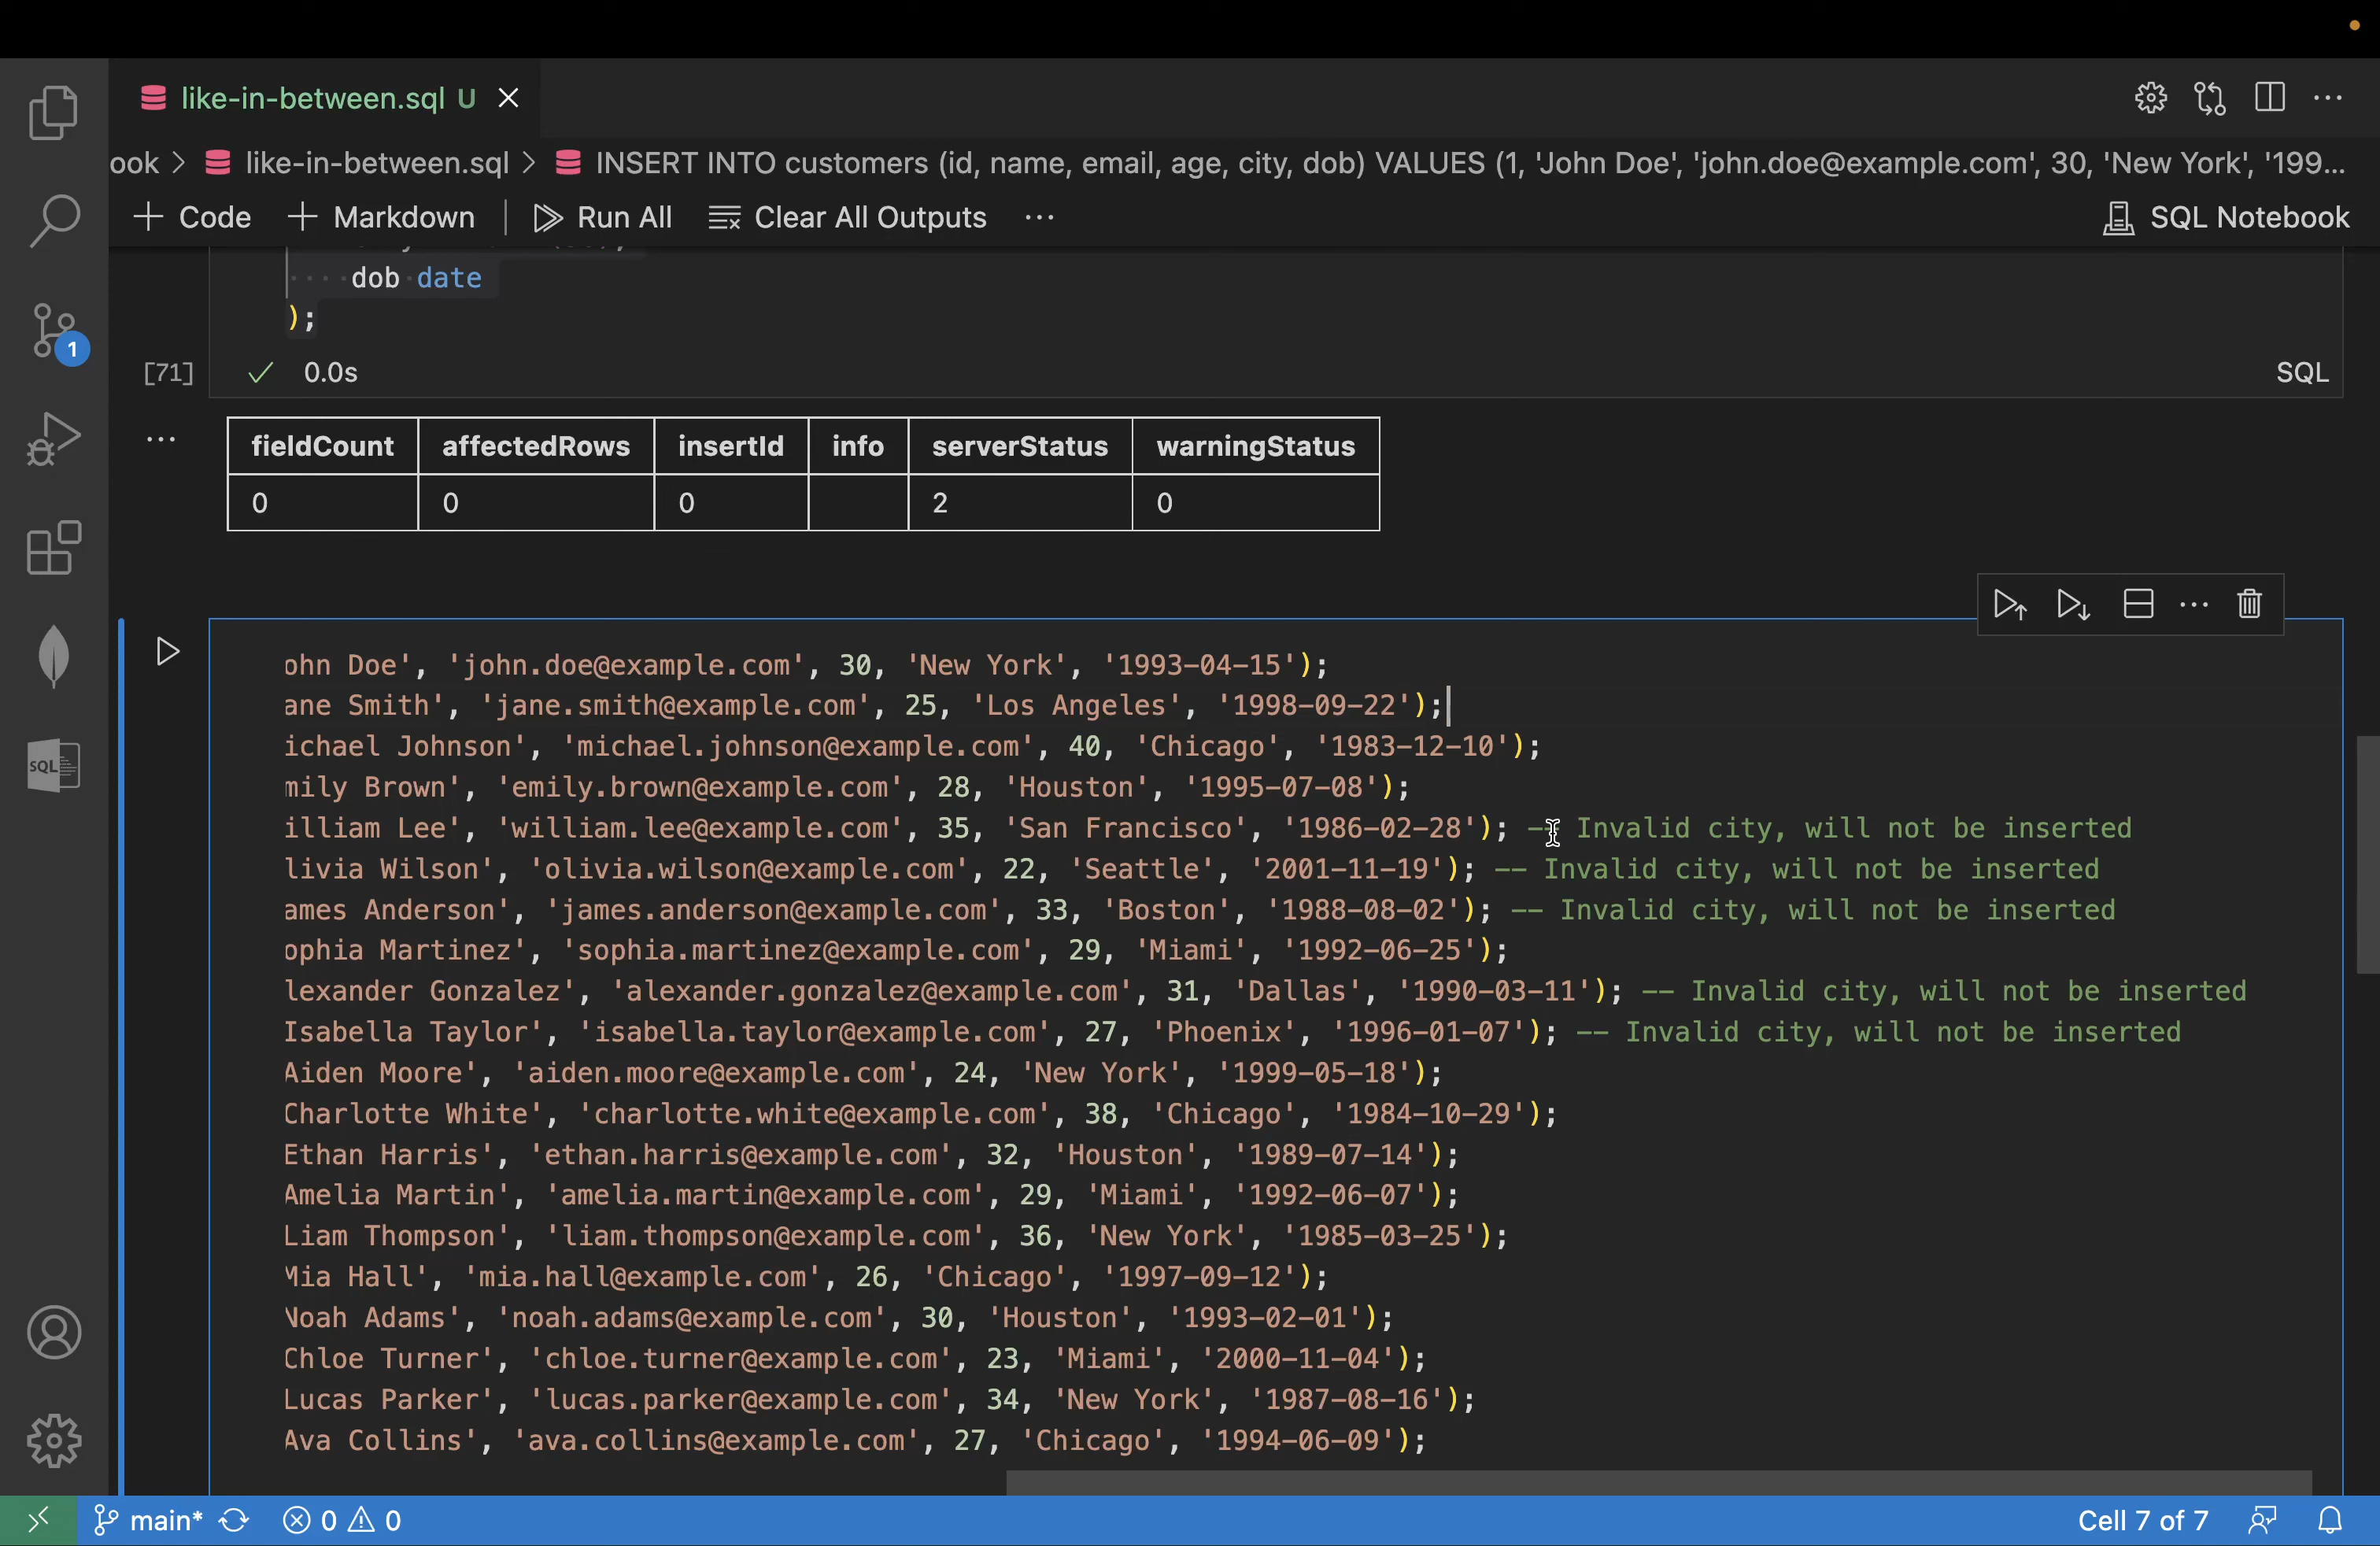 like-in-between.sql U
ook > like-in-between.sql > INSERT INTO customers (id, name, email, age, city, dob) VALUES (1, 'John Doe', 'john.doe@example.com', 30, 'New York', '199...
+ Code + Markdown | Run All Clear All Outputs ... SQL Notebook
dob date
);
[71] ✓ 0.0s SQL
fieldCount affectedRows insertId info serverStatus warningStatus
0 0 0 2 0
ohn Doe', 'john.doe@example.com', 30, 'New York', '1993-04-15');
ane Smith', 'jane.smith@example.com', 25, 'Los Angeles', '1998-09-22');
ichael Johnson', 'michael.johnson@example.com', 40, 'Chicago', '1983-12-10');
mily Brown', 'emily.brown@example.com', 28, 'Houston', '1995-07-08');
illiam Lee', 'william.lee@example.com', 35, 'San Francisco', '1986-02-28'); -- Invalid city, will not be inserted
livia Wilson', 'olivia.wilson@example.com', 22, 'Seattle', '2001-11-19'); -- Invalid city, will not be inserted
ames Anderson', 'james.anderson@example.com', 33, 'Boston', '1988-08-02'); -- Invalid city, will not be inserted
ophia Martinez', 'sophia.martinez@example.com', 29, 'Miami', '1992-06-25');
lexander Gonzalez', 'alexander.gonzalez@example.com', 31, 'Dallas', '1990-03-11'); -- Invalid city, will not be inserted
Isabella Taylor', 'isabella.taylor@example.com', 27, 'Phoenix', '1996-01-07'); -- Invalid city, will not be inserted
Aiden Moore', 'aiden.moore@example.com', 24, 'New York', '1999-05-18');
Charlotte White', 'charlotte.white@example.com', 38, 'Chicago', '1984-10-29');
Ethan Harris', 'ethan.harris@example.com', 32, 'Houston', '1989-07-14');
Amelia Martin', 'amelia.martin@example.com', 29, 'Miami', '1992-06-07');
Liam Thompson', 'liam.thompson@example.com', 36, 'New York', '1985-03-25');
Mia Hall', 'mia.hall@example.com', 26, 'Chicago', '1997-09-12');
Noah Adams', 'noah.adams@example.com', 30, 'Houston', '1993-02-01');
Chloe Turner', 'chloe.turner@example.com', 23, 'Miami', '2000-11-04');
Lucas Parker', 'lucas.parker@example.com', 34, 'New York', '1987-08-16');
Ava Collins', 'ava.collins@example.com', 27, 'Chicago', '1994-06-09');
1
SQL
main* 0 0 Cell 7 of 7